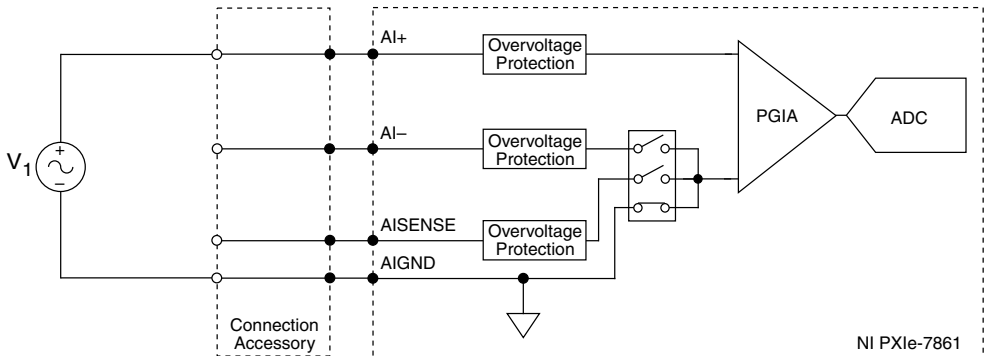 AI+
Overvoltage
Protection
PGIA
ADC
AI–
Overvoltage
Protection
V1
+
–
AISENSE
Overvoltage
Protection
AIGND
Connection
Accessory
NI PXIe-7861